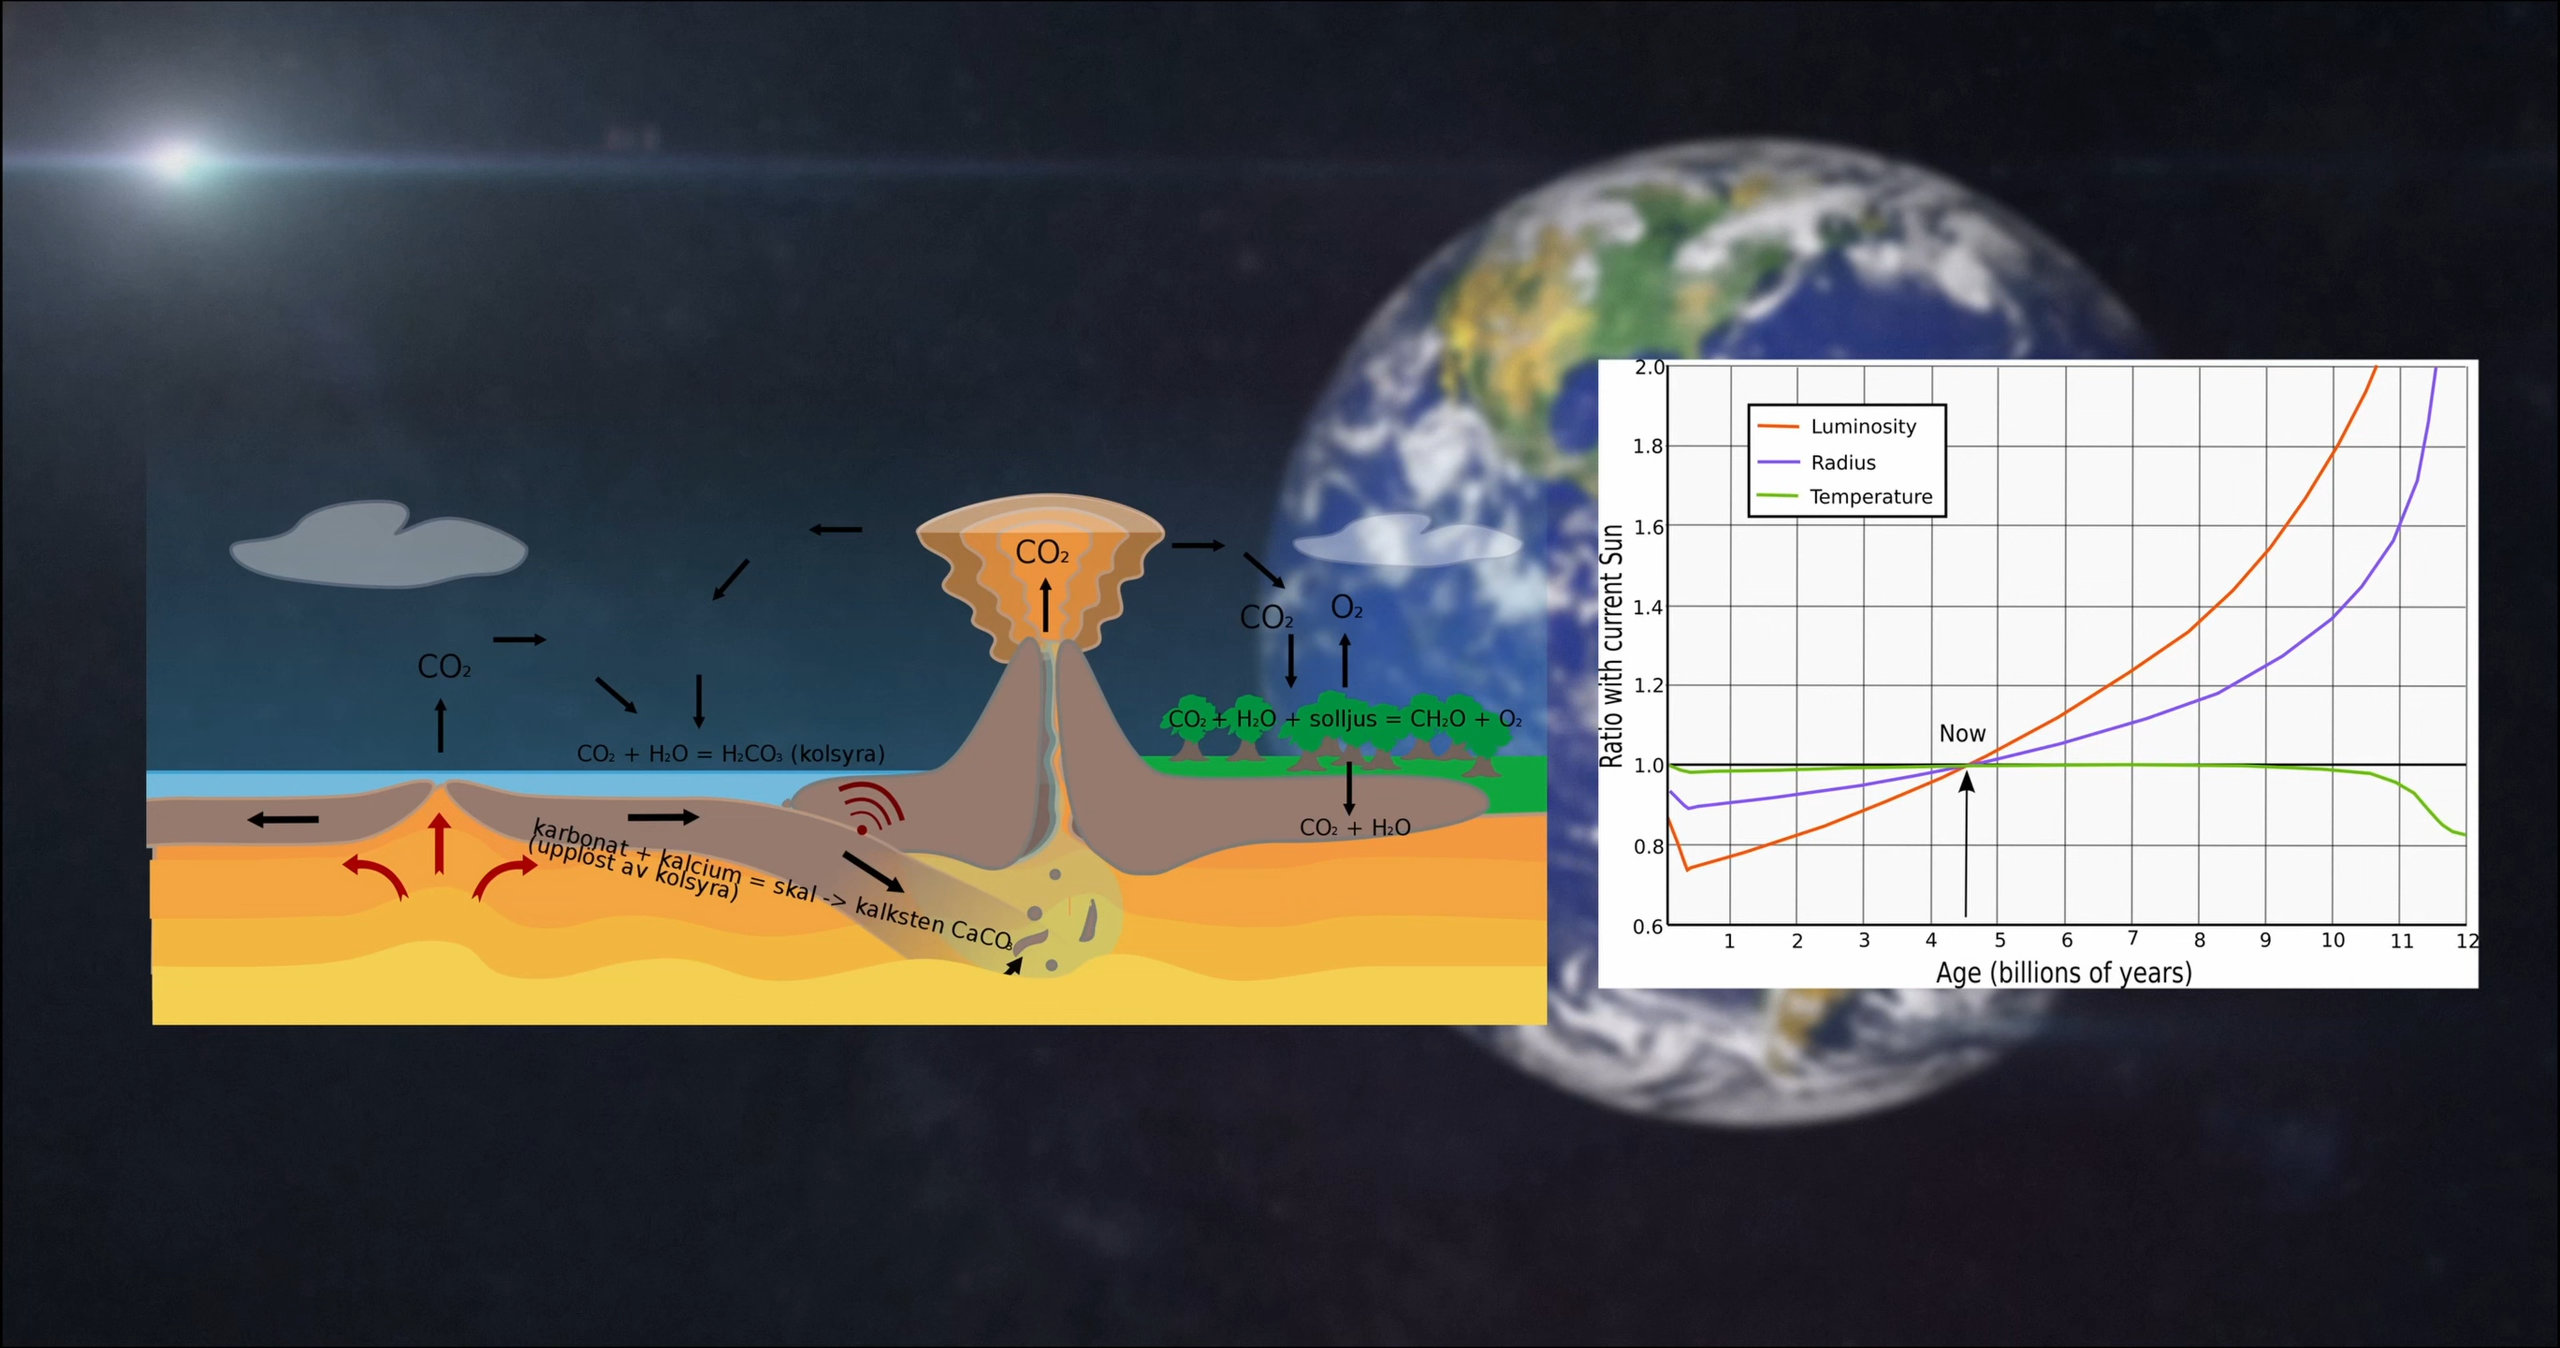 CO₂
CO₂
CO₂ + H₂O = H₂CO₃ (kolsyra)
CO₂
O₂
CO₂ + H₂O + solljus = CH₂O + O₂
CO₂ + H₂O
karbonat + kalcium = skal -> kalksten CaCO₃
(upplöst av kolsyra)
Luminosity
Radius
Temperature
Now
Ratio with current Sun
2.0
1.8
1.6
1.4
1.2
1.0
0.8
0.6
1 2 3 4 5 6 7 8 9 10 11 12
Age (billions of years)